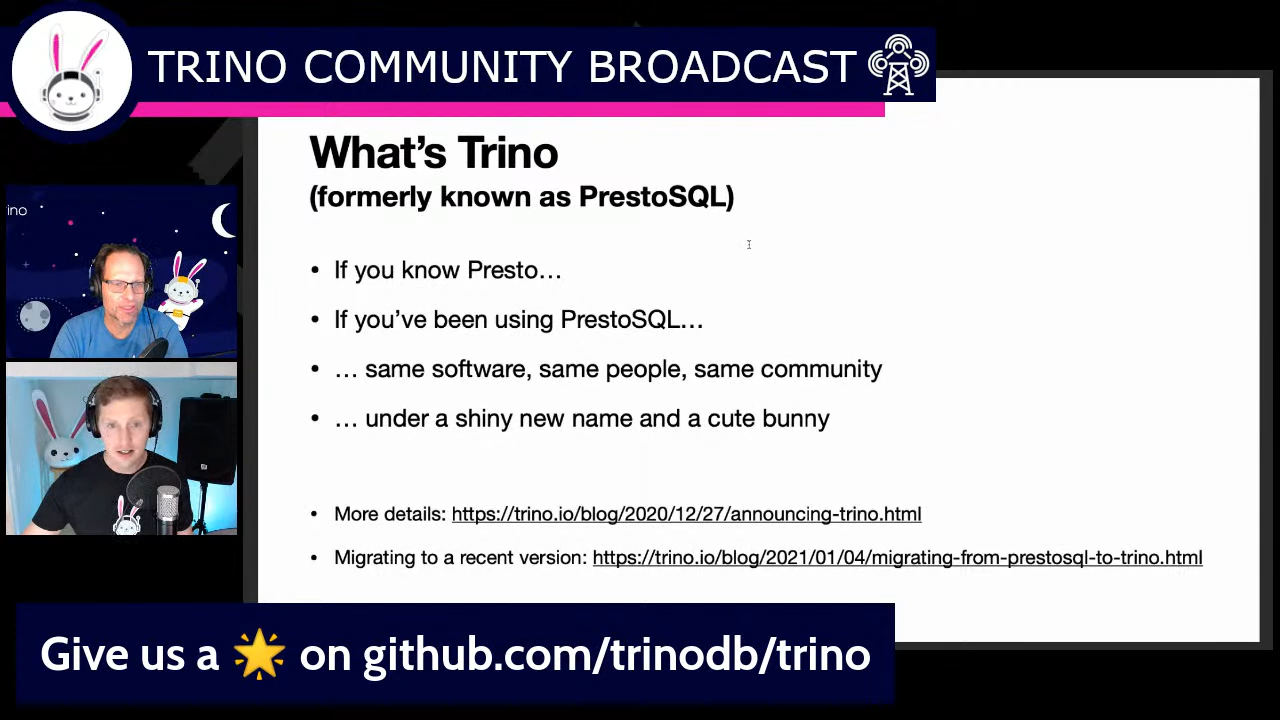 TRINO COMMUNITY BROADCAST
What's Trino
(formerly known as PrestoSQL)
• If you know Presto…
• If you've been using PrestoSQL…
• … same software, same people, same community
• … under a shiny new name and a cute bunny
• More details: https://trino.io/blog/2020/12/27/announcing-trino.html
• Migrating to a recent version: https://trino.io/blog/2021/01/04/migrating-from-prestosql-to-trino.html
rino
Give us a 🌟 on github.com/trinodb/trino